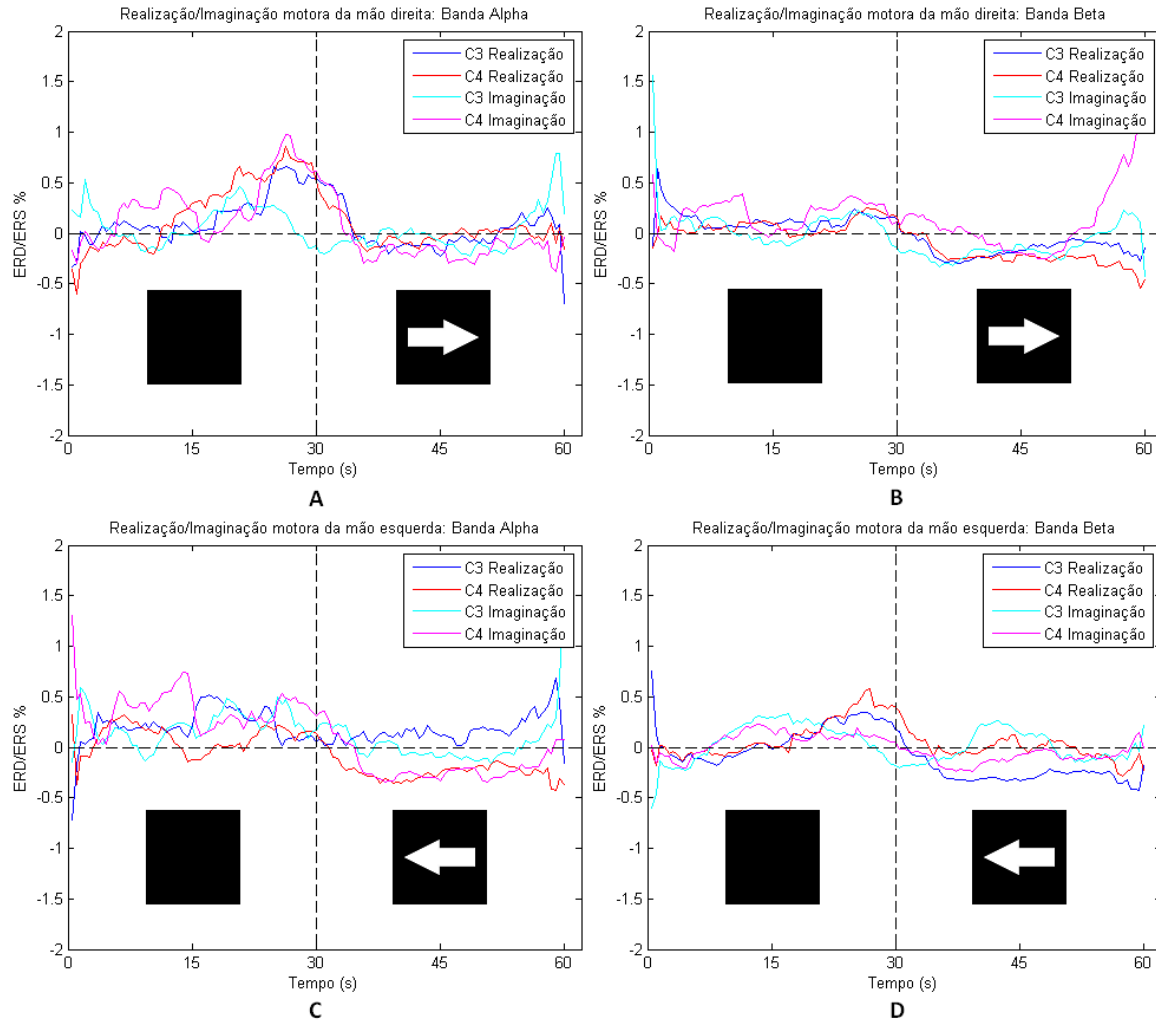 Realização/Imaginação motora da mão direita: Banda Alpha
2
1.5
1
0.5
0
-0.5
-1
-1.5
-2
ERD/ERS %
C3 Realização
C4 Realização
C3 Imaginação
C4 Imaginação
0 15 30 45 60
Tempo (s)
A
Realização/Imaginação motora da mão direita: Banda Beta
2
1.5
1
0.5
0
-0.5
-1
-1.5
-2
ERD/ERS %
C3 Realização
C4 Realização
C3 Imaginação
C4 Imaginação
0 15 30 45 60
Tempo (s)
B
Realização/Imaginação motora da mão esquerda: Banda Alpha
2
1.5
1
0.5
0
-0.5
-1
-1.5
-2
ERD/ERS %
C3 Realização
C4 Realização
C3 Imaginação
C4 Imaginação
0 15 30 45 60
Tempo (s)
C
Realização/Imaginação motora da mão esquerda: Banda Beta
2
1.5
1
0.5
0
-0.5
-1
-1.5
-2
ERD/ERS %
C3 Realização
C4 Realização
C3 Imaginação
C4 Imaginação
0 15 30 45 60
Tempo (s)
D